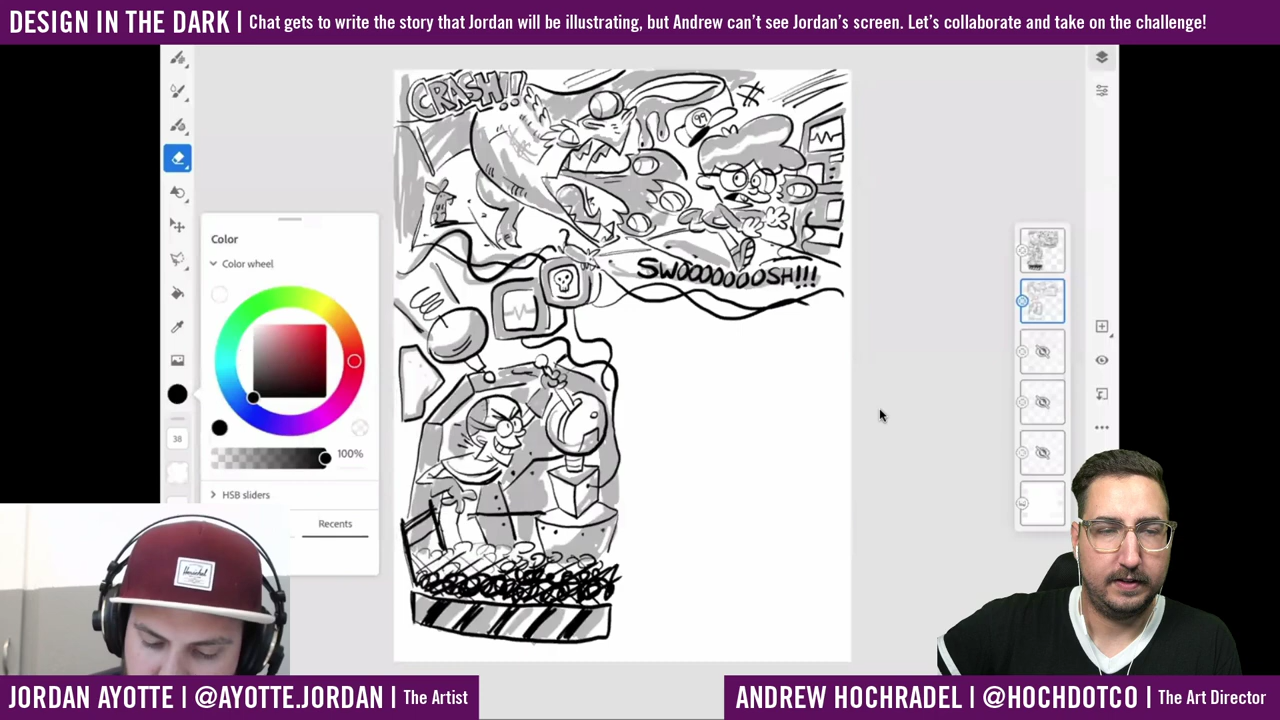 DESIGN IN THE DARK | Chat gets to write the story that Jordan will be illustrating, but Andrew can't see Jordan's screen. Let's collaborate and take on the challenge!
CRASH!!
99
SWOOOOOOOSH!!!
Color
Color wheel
38
100%
HSB sliders
Recents
Herschel
JORDAN AYOTTE | @AYOTTE.JORDAN | The Artist
ANDREW HOCHRADEL | @HOCHDOTCO | The Art Director